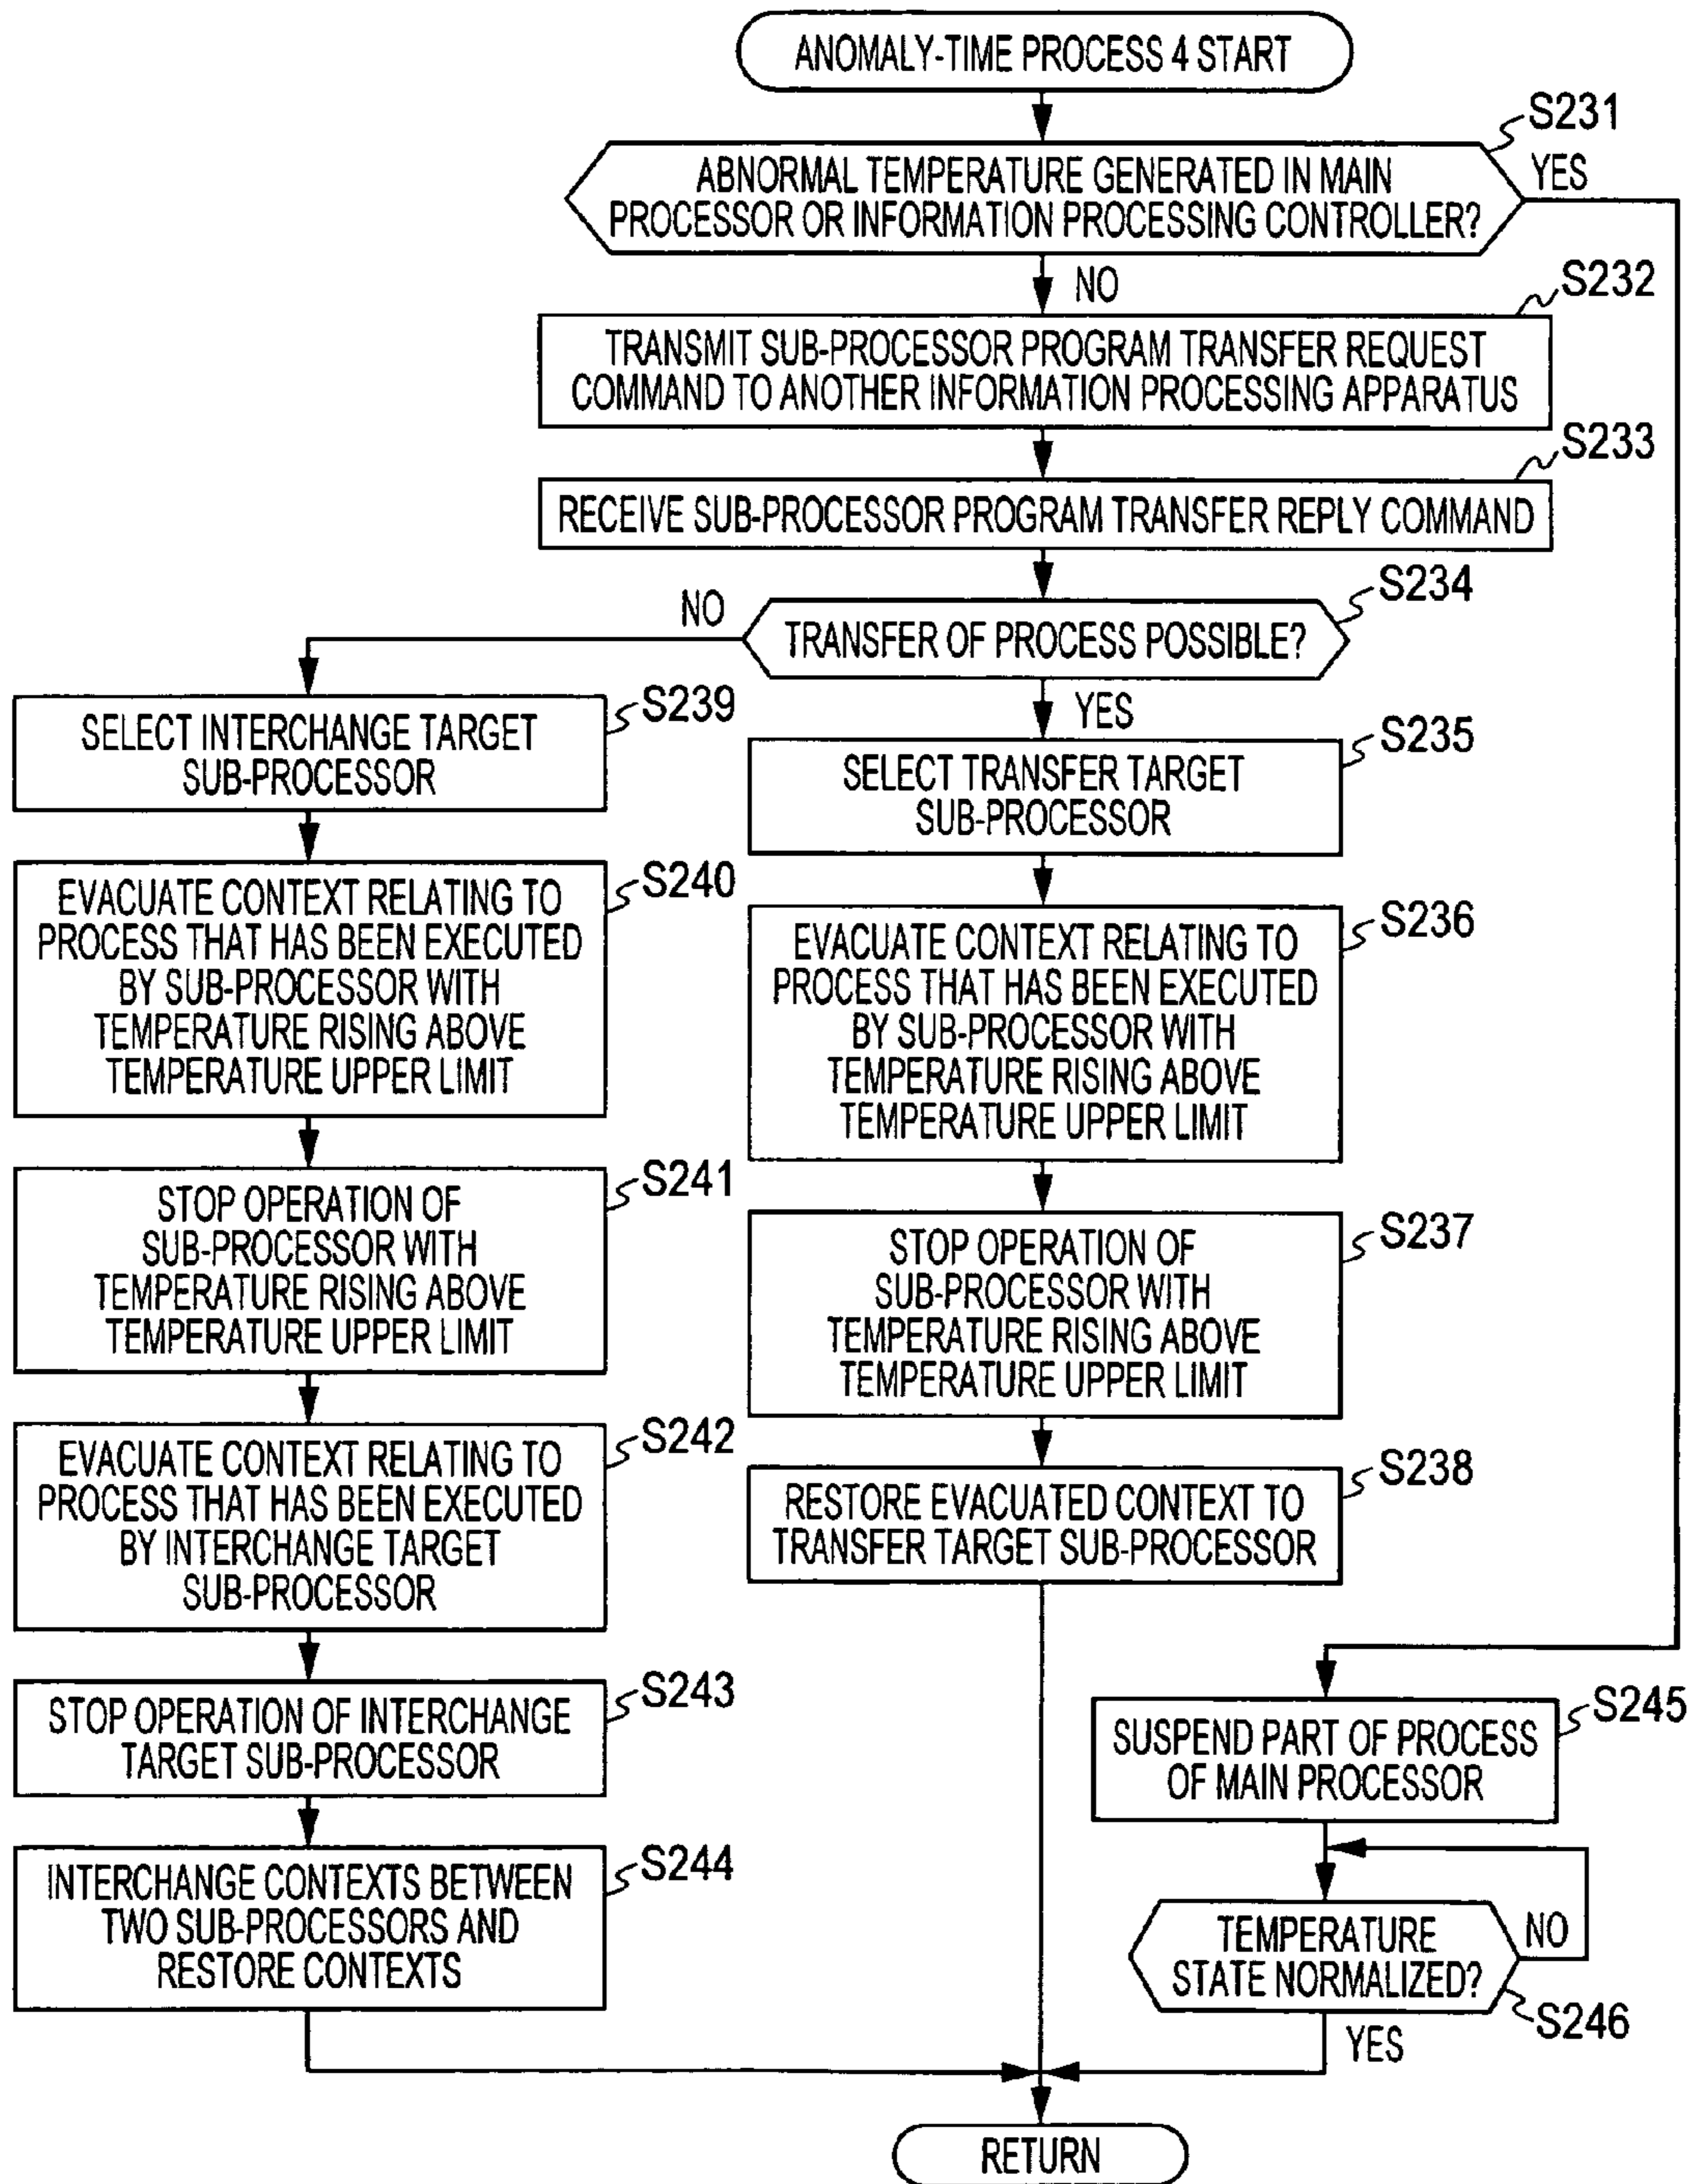 ANOMALY-TIME PROCESS 4 START
S231
ABNORMAL TEMPERATURE GENERATED IN MAIN
PROCESSOR OR INFORMATION PROCESSING CONTROLLER?
YES
NO
S232
TRANSMIT SUB-PROCESSOR PROGRAM TRANSFER REQUEST
COMMAND TO ANOTHER INFORMATION PROCESSING APPARATUS
S233
RECEIVE SUB-PROCESSOR PROGRAM TRANSFER REPLY COMMAND
S234
TRANSFER OF PROCESS POSSIBLE?
NO
YES
S239
SELECT INTERCHANGE TARGET
SUB-PROCESSOR
S240
EVACUATE CONTEXT RELATING TO
PROCESS THAT HAS BEEN EXECUTED
BY SUB-PROCESSOR WITH
TEMPERATURE RISING ABOVE
TEMPERATURE UPPER LIMIT
S241
STOP OPERATION OF
SUB-PROCESSOR WITH
TEMPERATURE RISING ABOVE
TEMPERATURE UPPER LIMIT
S242
EVACUATE CONTEXT RELATING TO
PROCESS THAT HAS BEEN EXECUTED
BY INTERCHANGE TARGET
SUB-PROCESSOR
S243
STOP OPERATION OF INTERCHANGE
TARGET SUB-PROCESSOR
S244
INTERCHANGE CONTEXTS BETWEEN
TWO SUB-PROCESSORS AND
RESTORE CONTEXTS
S235
SELECT TRANSFER TARGET
SUB-PROCESSOR
S236
EVACUATE CONTEXT RELATING TO
PROCESS THAT HAS BEEN EXECUTED
BY SUB-PROCESSOR WITH
TEMPERATURE RISING ABOVE
TEMPERATURE UPPER LIMIT
S237
STOP OPERATION OF
SUB-PROCESSOR WITH
TEMPERATURE RISING ABOVE
TEMPERATURE UPPER LIMIT
S238
RESTORE EVACUATED CONTEXT TO
TRANSFER TARGET SUB-PROCESSOR
S245
SUSPEND PART OF PROCESS
OF MAIN PROCESSOR
TEMPERATURE
STATE NORMALIZED?
NO
S246
YES
RETURN